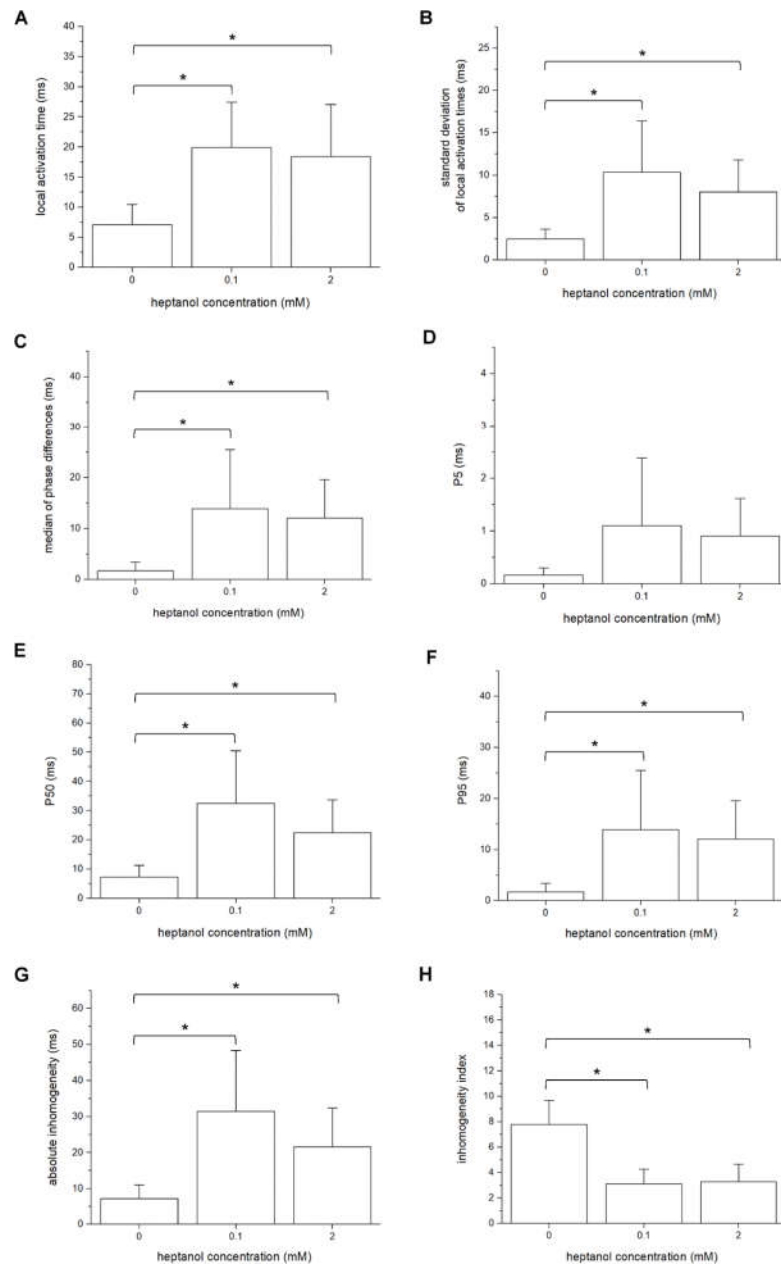 A
40
35
30
25
20
15
10
5
0
local activation time (ms)
*
*
0 0.1 2
heptanol concentration (mM)
B
25
20
15
10
5
0
standard deviation
of local activation times (ms)
*
*
0 0.1 2
heptanol concentration (mM)
C
40
30
20
10
0
median of phase differences (ms)
*
*
0 0.1 2
heptanol concentration (mM)
D
4
3
2
1
0
P5 (ms)
0 0.1 2
heptanol concentration (mM)
E
80
70
60
50
40
30
20
10
0
P50 (ms)
*
*
0 0.1 2
heptanol concentration (mM)
F
40
30
20
10
0
P95 (ms)
*
*
0 0.1 2
heptanol concentration (mM)
G
60
50
40
30
20
10
0
absolute inhomogeneity (ms)
*
*
0 0.1 2
heptanol concentration (mM)
H
18
16
14
12
10
8
6
4
2
0
inhomogeneity index
*
*
0 0.1 2
heptanol concentration (mM)